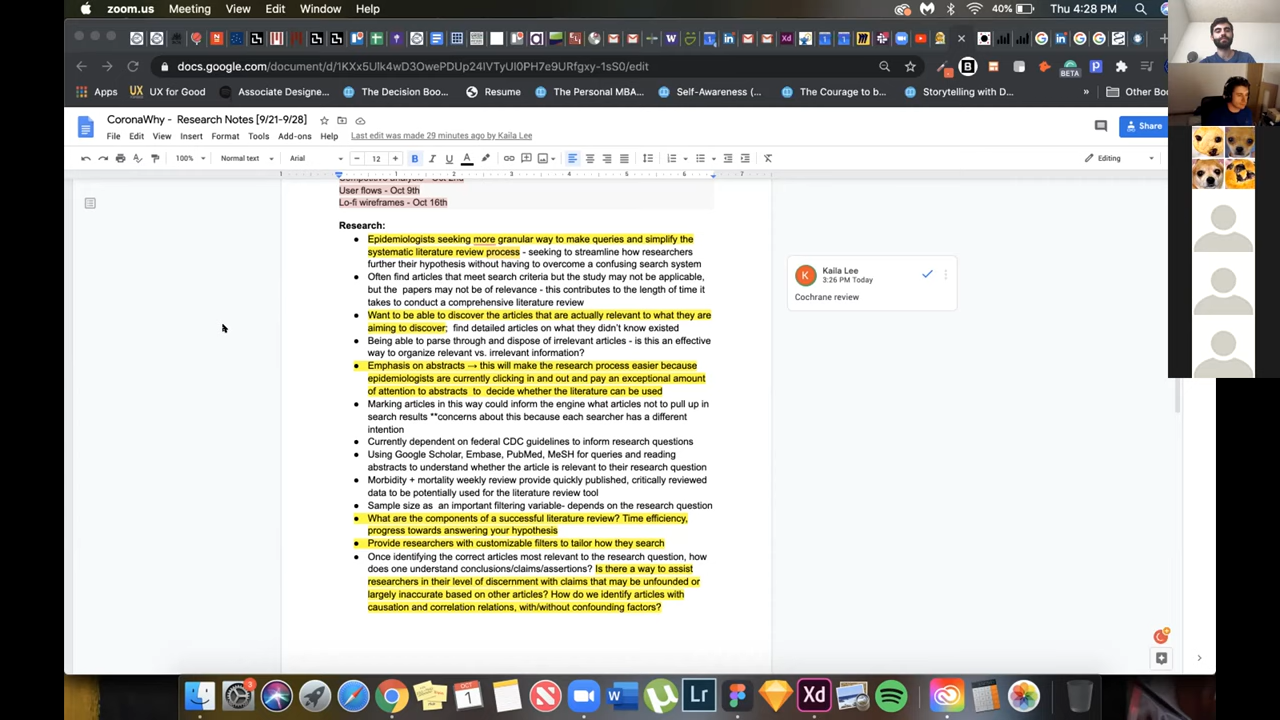 zoom.us Meeting Review View Edit Window Help
40% Thu 4:28 PM
docs.google.com/document/d/1KXx5Ulk4wD3OwePDUp24IVTyUI0PH7e9URfgxy-1sS0/edit
BETA
Apps UX for Good Associate Designe... The Decision Boo... Resume The Personal MBA... Self-Awareness (... The Courage to b... Storytelling with D... » Other Boo
CoronaWhy - Research Notes [9/21-9/28]
File Edit View Insert Format Tools Add-ons Help Last edit was made 29 minutes ago by Kaila Lee
Share
100% Normal text Arial 12 B I U A Editing
1 1 2 3 4 5 6 7
Competitive analysis - Oct 2nd
User flows - Oct 9th
Lo-fi wireframes - Oct 16th
Research:
● Epidemiologists seeking more granular way to make queries and simplify the
systematic literature review process - seeking to streamline how researchers
further their hypothesis without having to overcome a confusing search system
● Often find articles that meet search criteria but the study may not be applicable,
but the papers may not be of relevance - this contributes to the length of time it
takes to conduct a comprehensive literature review
● Want to be able to discover the articles that are actually relevant to what they are
aiming to discover; find detailed articles on what they didn't know existed
● Being able to parse through and dispose of irrelevant articles - is this an effective
way to organize relevant vs. irrelevant information?
● Emphasis on abstracts → this will make the research process easier because
epidemiologists are currently clicking in and out and pay an exceptional amount
of attention to abstracts to decide whether the literature can be used
● Marking articles in this way could inform the engine what articles not to pull up in
search results **concerns about this because each searcher has a different
intention
● Currently dependent on federal CDC guidelines to inform research questions
● Using Google Scholar, Embase, PubMed, MeSH for queries and reading
abstracts to understand whether the article is relevant to their research question
● Morbidity + mortality weekly review provide quickly published, critically reviewed
data to be potentially used for the literature review tool
● Sample size as an important filtering variable- depends on the research question
● What are the components of a successful literature review? Time efficiency,
progress towards answering your hypothesis
● Provide researchers with customizable filters to tailor how they search
● Once identifying the correct articles most relevant to the research question, how
does one understand conclusions/claims/assertions? Is there a way to assist
researchers in their level of discernment with claims that may be unfounded or
largely inaccurate based on other articles? How do we identify articles with
causation and correlation relations, with/without confounding factors?
K Kaila Lee
3:26 PM Today
Cochrane review
3 OCT 1 W Lr Xd